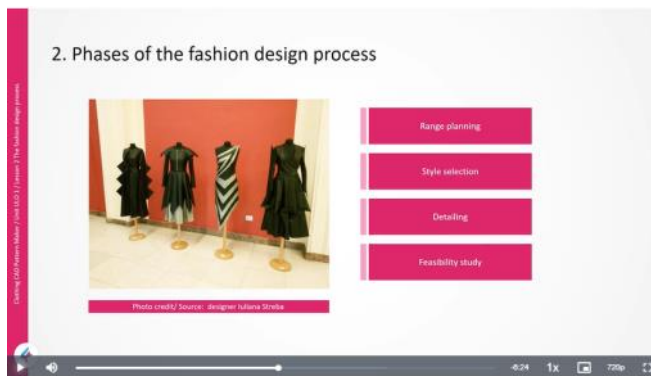 2. Phases of the fashion design process
Clothing CAD Pattern Maker / Unit ULO 1 / Lesson 2 The fashion design process
Range planning
Style selection
Detailing
Feasibility study
Photo credit/ Source: designer Iuliana Streba
-6:24 1x 720p